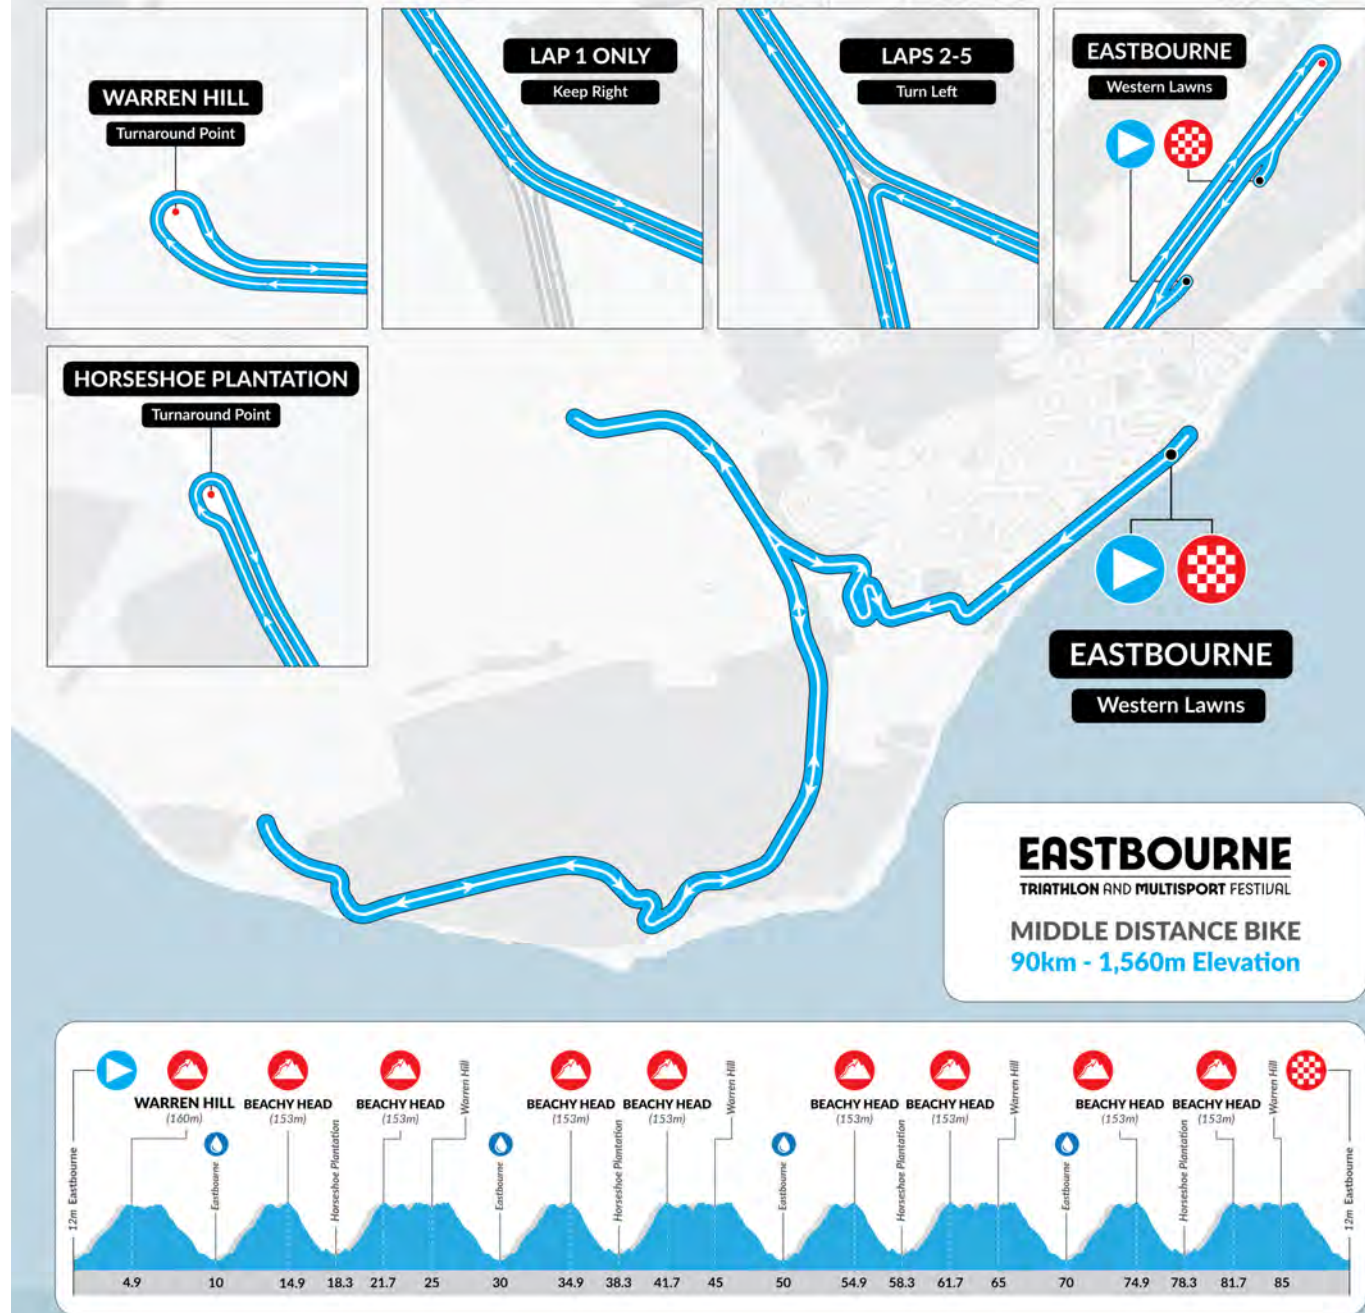 WARREN HILL
Turnaround Point
LAP 1 ONLY
Keep Right
LAPS 2-5
Turn Left
EASTBOURNE
Western Lawns
HORSESHOE PLANTATION
Turnaround Point
EASTBOURNE
Western Lawns
EASTBOURNE
TRIATHLON AND MULTISPORT FESTIVAL
MIDDLE DISTANCE BIKE
90km - 1,560m Elevation
12m Eastbourne
WARREN HILL
(160m)
Eastbourne
BEACHY HEAD
(153m)
Horseshoe Plantation
BEACHY HEAD
(153m)
Warren Hill
Eastbourne
BEACHY HEAD
(153m)
Horseshoe Plantation
BEACHY HEAD
(153m)
Warren Hill
Eastbourne
BEACHY HEAD
(153m)
Horseshoe Plantation
BEACHY HEAD
(153m)
Warren Hill
Eastbourne
BEACHY HEAD
(153m)
Horseshoe Plantation
BEACHY HEAD
(153m)
Warren Hill
12m Eastbourne
4.9 10 14.9 18.3 21.7 25 30 34.9 38.3 41.7 45 50 54.9 58.3 61.7 65 70 74.9 78.3 81.7 85